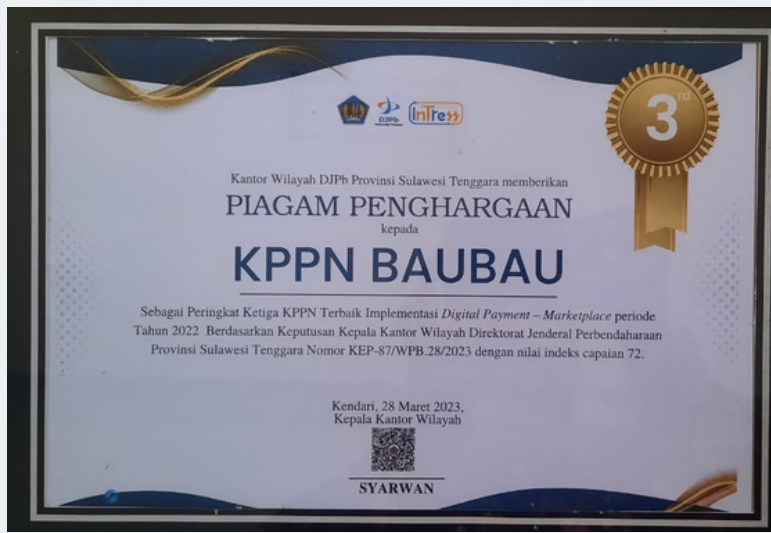 DJPb
InTress
3rd
Kantor Wilayah DJPb Provinsi Sulawesi Tenggara memberikan
PIAGAM PENGHARGAAN
kepada
KPPN BAUBAU
Sebagai Peringkat Ketiga KPPN Terbaik Implementasi Digital Payment – Marketplace periode
Tahun 2022 Berdasarkan Keputusan Kepala Kantor Wilayah Direktorat Jenderal Perbendaharaan
Provinsi Sulawesi Tenggara Nomor KEP-87/WPB.28/2023 dengan nilai indeks capaian 72.
Kendari, 28 Maret 2023,
Kepala Kantor Wilayah
SYARWAN